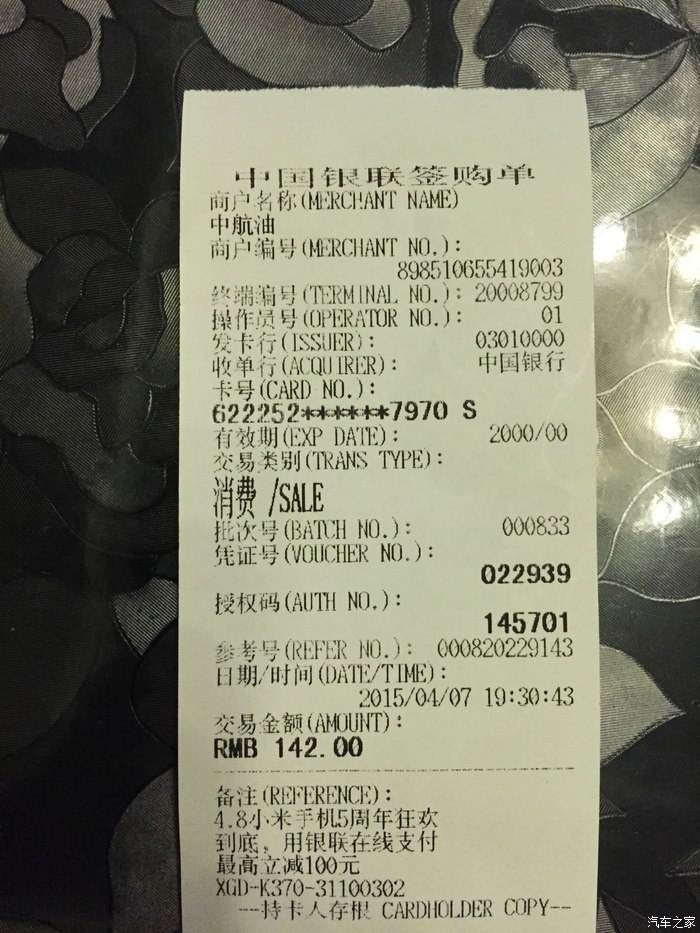 中国银联签购单
商户名称(MERCHANT NAME)
中航油
商户编号(MERCHANT NO.):
898510655419003
终端编号(TERMINAL NO.): 20008799
操作员号(OPERATOR NO.): 01
发卡行(ISSUER): 03010000
收单行(ACQUIRER): 中国银行
卡号(CARD NO.):
622252******7970 S
有效期(EXP DATE): 2000/00
交易类别(TRANS TYPE):
消费 /SALE
批次号(BATCH NO.): 000833
凭证号(VOUCHER NO.):
022939
授权码(AUTH NO.):
145701
参考号(REFER NO.): 000820229143
日期/时间(DATE/TIME):
2015/04/07 19:30:43
交易金额(AMOUNT):
RMB 142.00
备注(REFERENCE):
4.8小米手机5周年狂欢
到底，用银联在线支付
最高立减100元
XGD-K370-31100302
--持卡人存根 CARDHOLDER COPY--
汽车之家